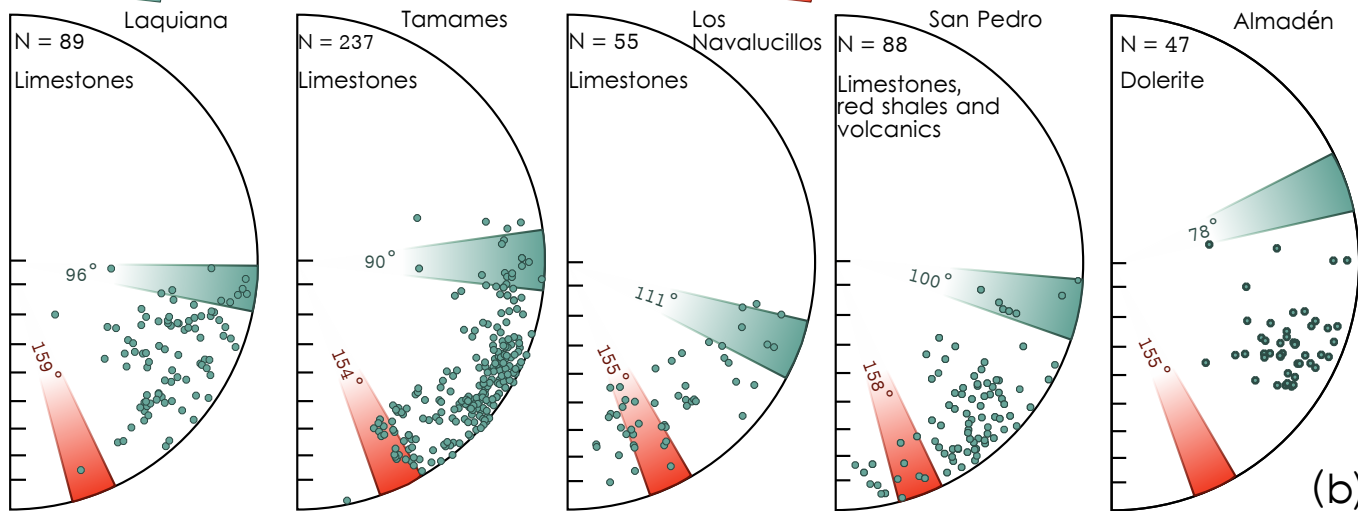 Laquiana
N = 89
Limestones
96°
159°
Tamames
N = 237
Limestones
90°
154°
Los
Navalucillos
N = 55
Limestones
111°
155°
San Pedro
N = 88
Limestones,
red shales and
volcanics
100°
158°
Almadén
N = 47
Dolerite
78°
155°
(b)